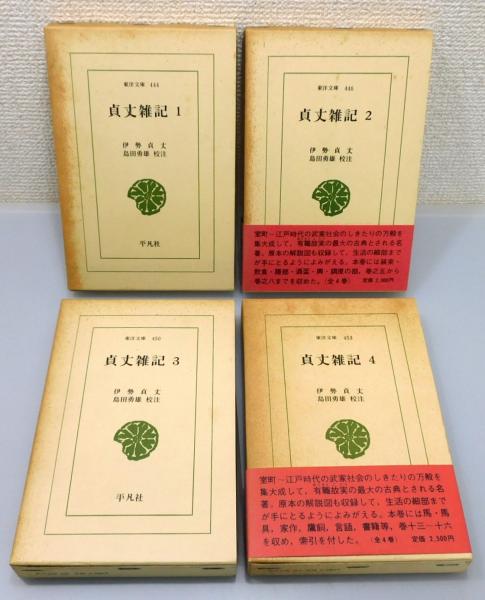 東洋文庫 444
貞丈雑記 1
伊勢貞丈
島田勇雄 校注
平凡社
東洋文庫 446
貞丈雑記 2
伊勢貞丈
島田勇雄 校注
室町〜江戸時代の武家社会のしきたりの万般を
集大成して，有職故実の最大の古典とされる名
著。原本の解説図も収録して，生活の細部まで
が手にとるようによみがえる。本巻には装束・
飲食・膳部・酒盃・輿・調度の部，巻之五から
巻之八までを収めた。〈全4巻〉 定価 2,300円
東洋文庫 450
貞丈雑記 3
伊勢貞丈
島田勇雄 校注
平凡社
東洋文庫 453
貞丈雑記 4
伊勢貞丈
島田勇雄 校注
室町〜江戸時代の武家社会のしきたりの万般を
集大成して，有職故実の最大の古典とされる名
著。原本の解説図も収録して，生活の細部まで
が手にとるようによみがえる。本巻には馬・馬
具，家作，鷹飼，言語，書籍等，巻十三〜十六
を収め，索引を付した。〈全4巻〉 定価 2,500円